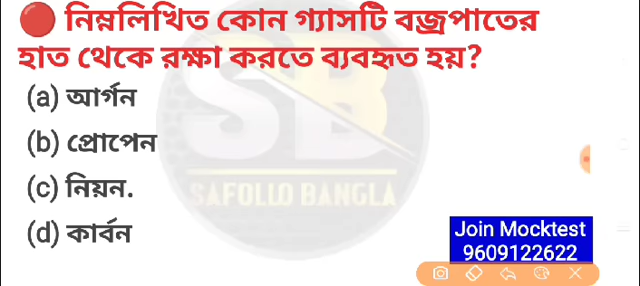 নিম্নলিখিত কোন গ্যাসটি বজ্রপাতের
হাত থেকে রক্ষা করতে ব্যবহৃত হয়?
(a) আর্গন
(b) প্রোপেন
(c) নিয়ন.
(d) কার্বন
SAFOLLO BANGLA
Join Mocktest
9609122622